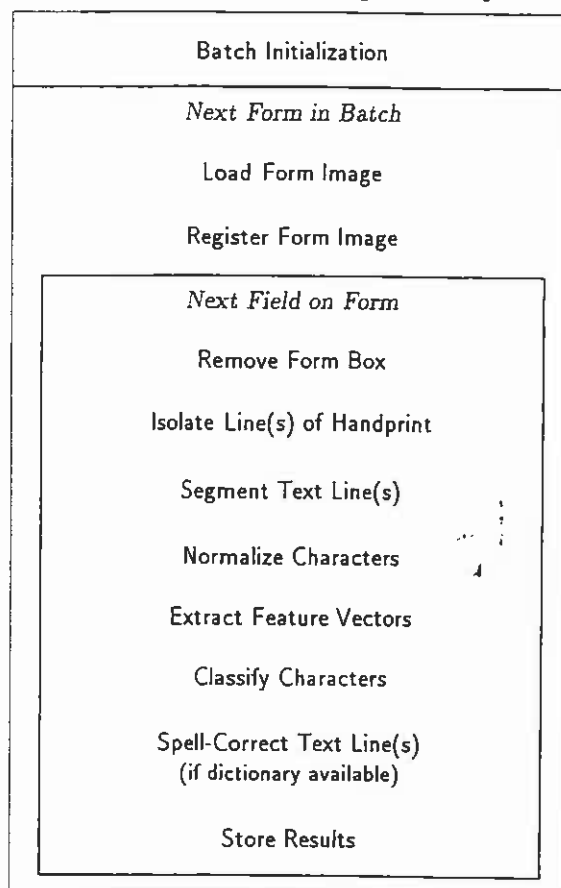 Batch Initialization
Next Form in Batch
Load Form Image
Register Form Image
Next Field on Form
Remove Form Box
Isolate Line(s) of Handprint
Segment Text Line(s)
Normalize Characters
Extract Feature Vectors
Classify Characters
Spell-Correct Text Line(s)
(if dictionary available)
Store Results